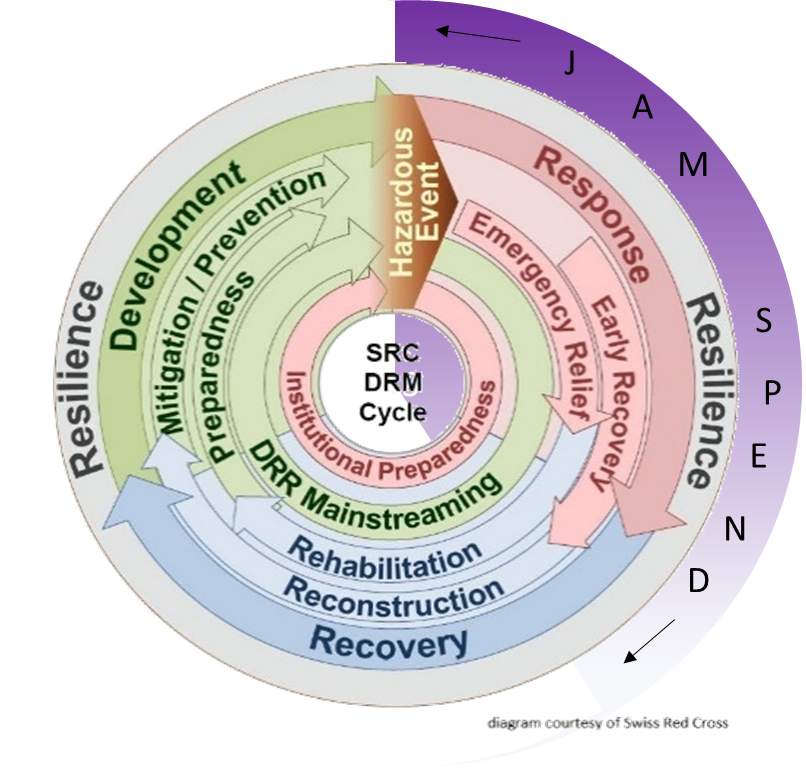 J
A
M
S
P
E
N
D
Hazardous
Event
Response
Emergency Relief
Early Recovery
Resilience
Resilience
Development
Mitigation / Prevention
Preparedness
SRC
DRM
Cycle
Institutional Preparedness
DRR Mainstreaming
Rehabilitation
Reconstruction
Recovery
diagram courtesy of Swiss Red Cross